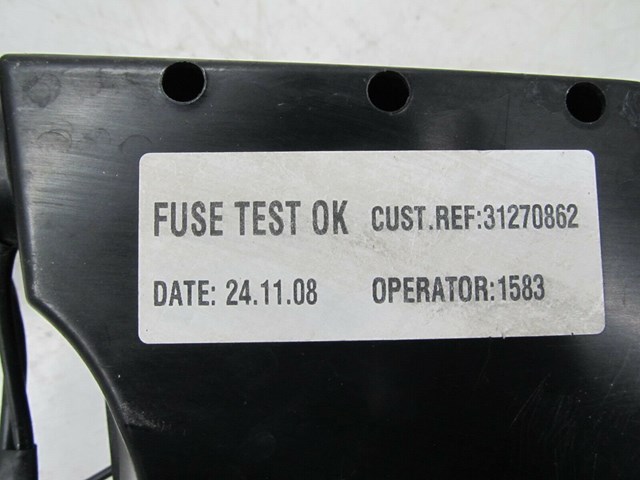 FUSE TEST OK CUST.REF:31270862
DATE: 24.11.08 OPERATOR:1583